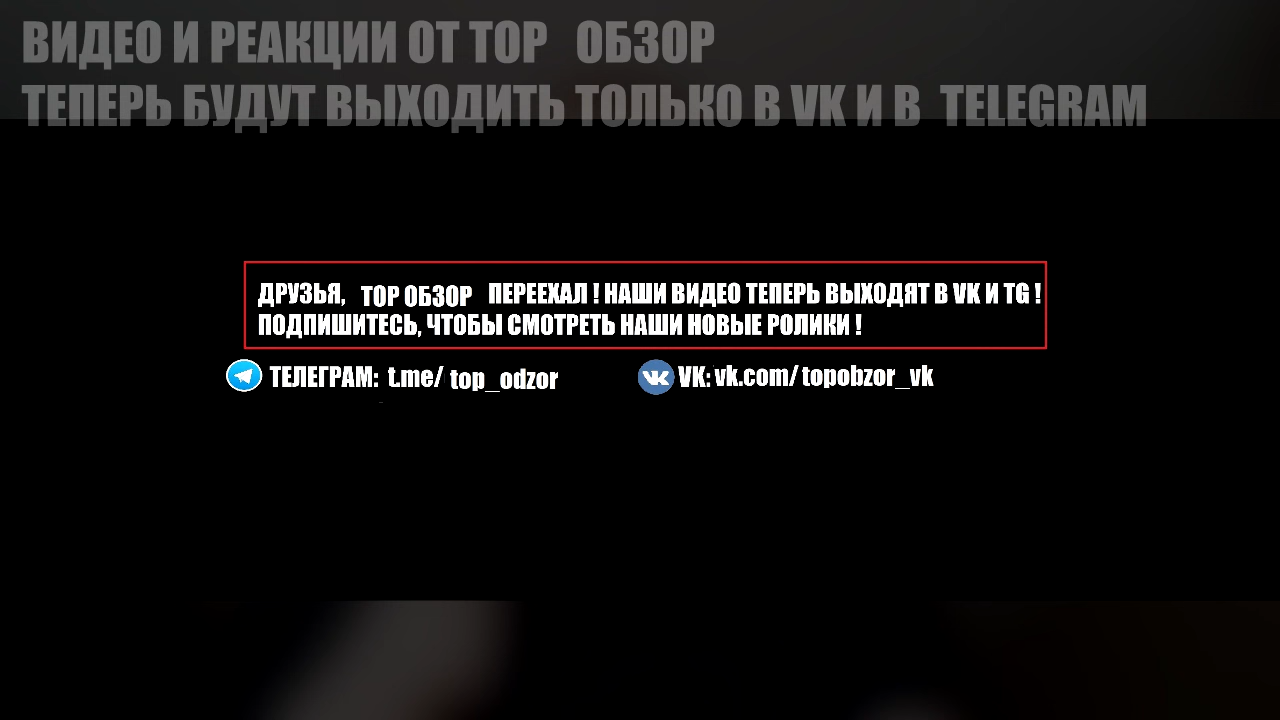 ВИДЕО И РЕАКЦИИ ОТ TOP ОБЗОР
ТЕПЕРЬ БУДУТ ВЫХОДИТЬ ТОЛЬКО В VK И В TELEGRAM
ДРУЗЬЯ, TOP ОБЗОР ПЕРЕЕХАЛ ! НАШИ ВИДЕО ТЕПЕРЬ ВЫХОДЯТ В VK И TG !
ПОДПИШИТЕСЬ, ЧТОБЫ СМОТРЕТЬ НАШИ НОВЫЕ РОЛИКИ !
ТЕЛЕГРАМ: t.me/ top_odzor VK: vk.com/ topobzor_vk